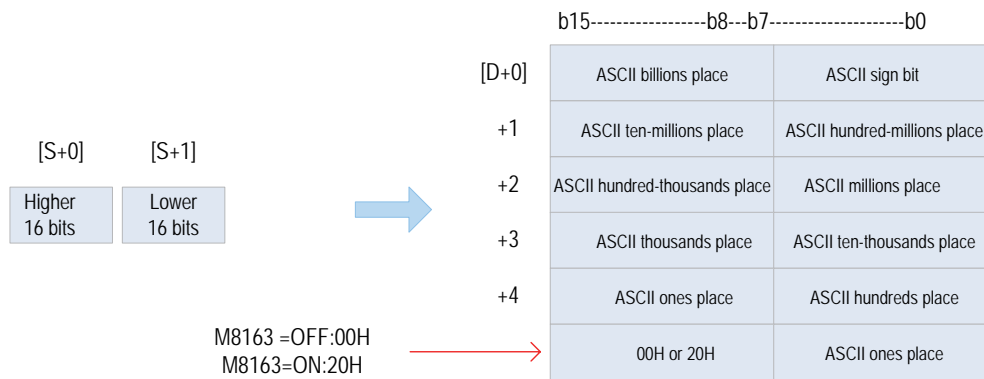 b15------------------b8---b7---------------------b0
[D+0] ASCII billions place ASCII sign bit
+1 ASCII ten-millions place ASCII hundred-millions place
[S+0] [S+1]
+2 ASCII hundred-thousands place ASCII millions place
Higher 16 bits
Lower 16 bits
+3 ASCII thousands place ASCII ten-thousands place
+4 ASCII ones place ASCII hundreds place
M8163 =OFF:00H
M8163=ON:20H
00H or 20H ASCII ones place